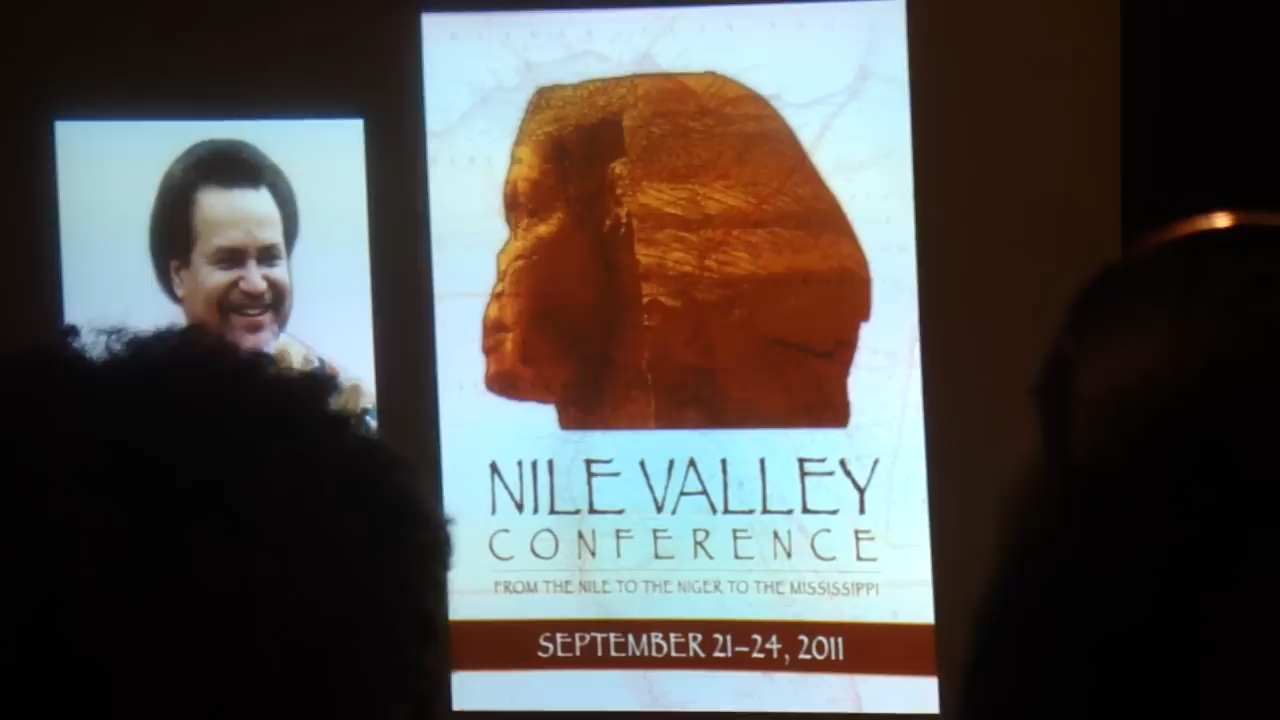 NILE VALLEY
CONFERENCE
FROM THE NILE TO THE NIGER TO THE MISSISSIPPI
SEPTEMBER 21–24, 2011